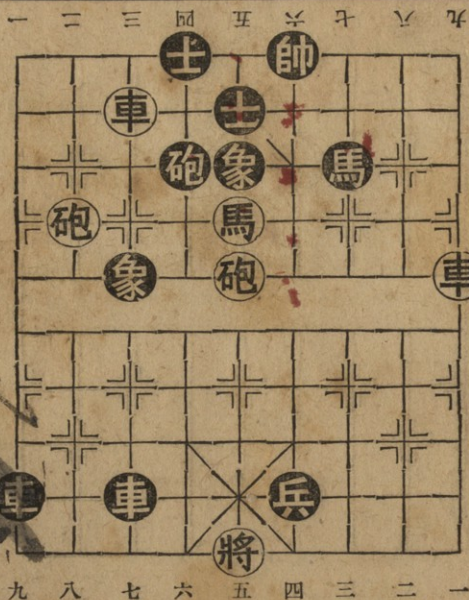 一 二 三 四 五 六 七 八 九
士 帥
車 士
砲 象 馬
砲 馬
象 砲 車
車 車 兵
將
九 八 七 六 五 四 三 二 一